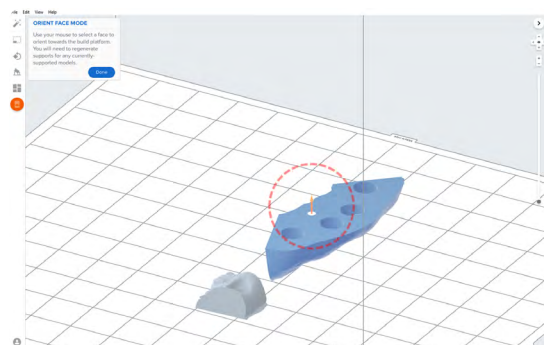 Edit View Help
ORIENT FACE MODE
Use your mouse to select a face to
orient towards the build platform.
You will need to regenerate
supports for any currently-
supported models.
Done